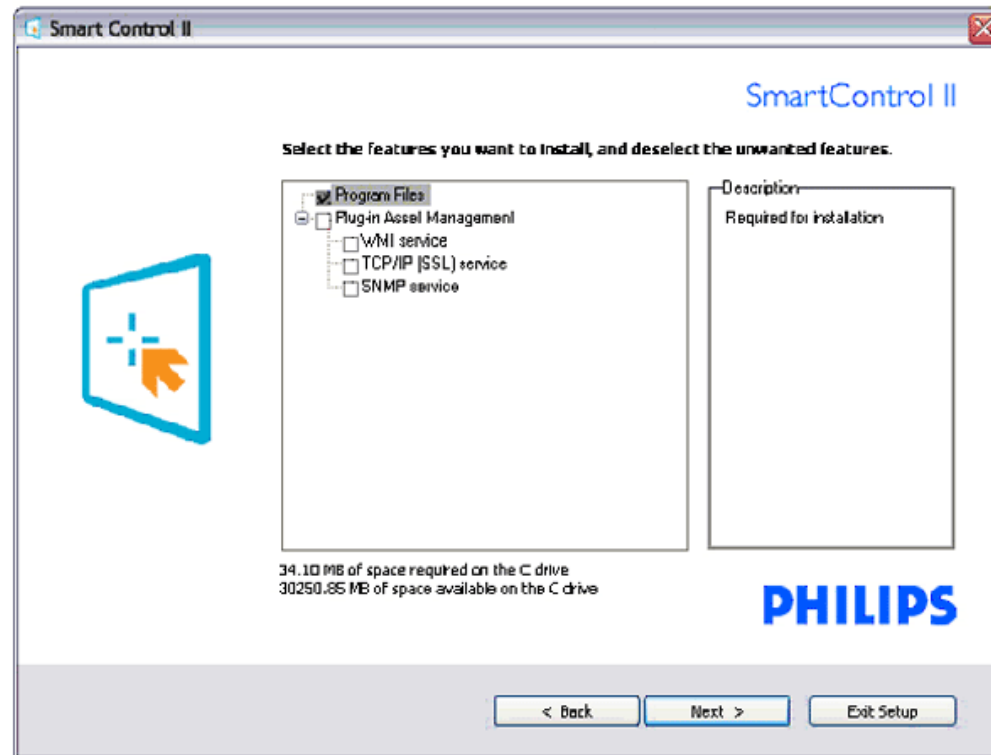 Smart Control II
SmartControl II
Select the features you want to install, and deselect the unwanted features.
Program Files
Plug-in Asset Management
WMI service
TCP/IP (SSL) service
SNMP service
Description
Required for installation
34.10 MB of space required on the C drive
30250.85 MB of space available on the C drive
PHILIPS
< Back
Next >
Exit Setup